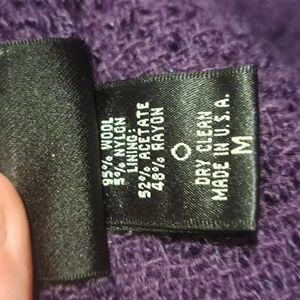 95% WOOL
5% NYLON
LINING:
52% ACETATE
48% RAYON
DRY CLEAN
MADE IN U.S.A.
M